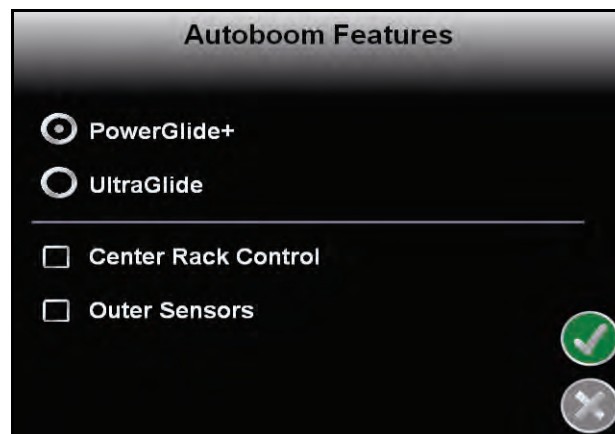 Autoboom Features
PowerGlide+
UltraGlide
Center Rack Control
Outer Sensors